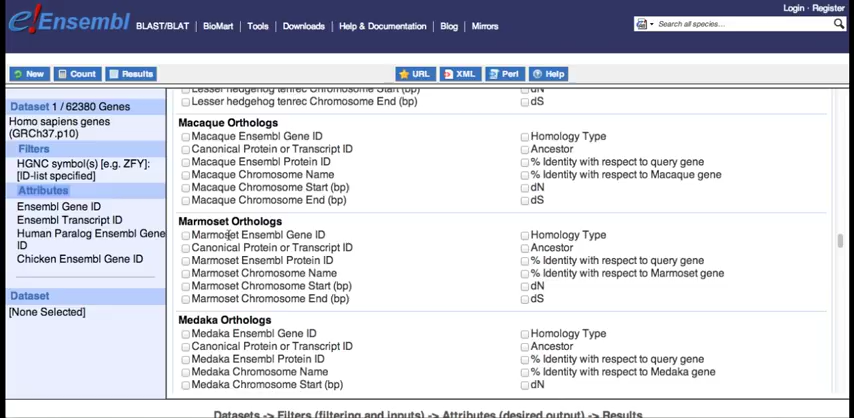 Login · Register
e!Ensembl BLAST/BLAT | BioMart | Tools | Downloads | Help & Documentation | Blog | Mirrors
Search all species...
New Count Results URL XML Perl Help
Dataset 1 / 62380 Genes
Homo sapiens genes
(GRCh37.p10)
Filters
HGNC symbol(s) [e.g. ZFY]:
[ID-list specified]
Attributes
Ensembl Gene ID
Ensembl Transcript ID
Human Paralog Ensembl Gene
ID
Chicken Ensembl Gene ID
Dataset
[None Selected]
Lesser hedgehog tenrec Chromosome Start (bp) dN
Lesser hedgehog tenrec Chromosome End (bp) dS
Macaque Orthologs
Macaque Ensembl Gene ID Homology Type
Canonical Protein or Transcript ID Ancestor
Macaque Ensembl Protein ID % Identity with respect to query gene
Macaque Chromosome Name % Identity with respect to Macaque gene
Macaque Chromosome Start (bp) dN
Macaque Chromosome End (bp) dS
Marmoset Orthologs
Marmoset Ensembl Gene ID Homology Type
Canonical Protein or Transcript ID Ancestor
Marmoset Ensembl Protein ID % Identity with respect to query gene
Marmoset Chromosome Name % Identity with respect to Marmoset gene
Marmoset Chromosome Start (bp) dN
Marmoset Chromosome End (bp) dS
Medaka Orthologs
Medaka Ensembl Gene ID Homology Type
Canonical Protein or Transcript ID Ancestor
Medaka Ensembl Protein ID % Identity with respect to query gene
Medaka Chromosome Name % Identity with respect to Medaka gene
Medaka Chromosome Start (bp) dN
Datasets -> Filters (filtering and inputs) -> Attributes (desired output) -> Results